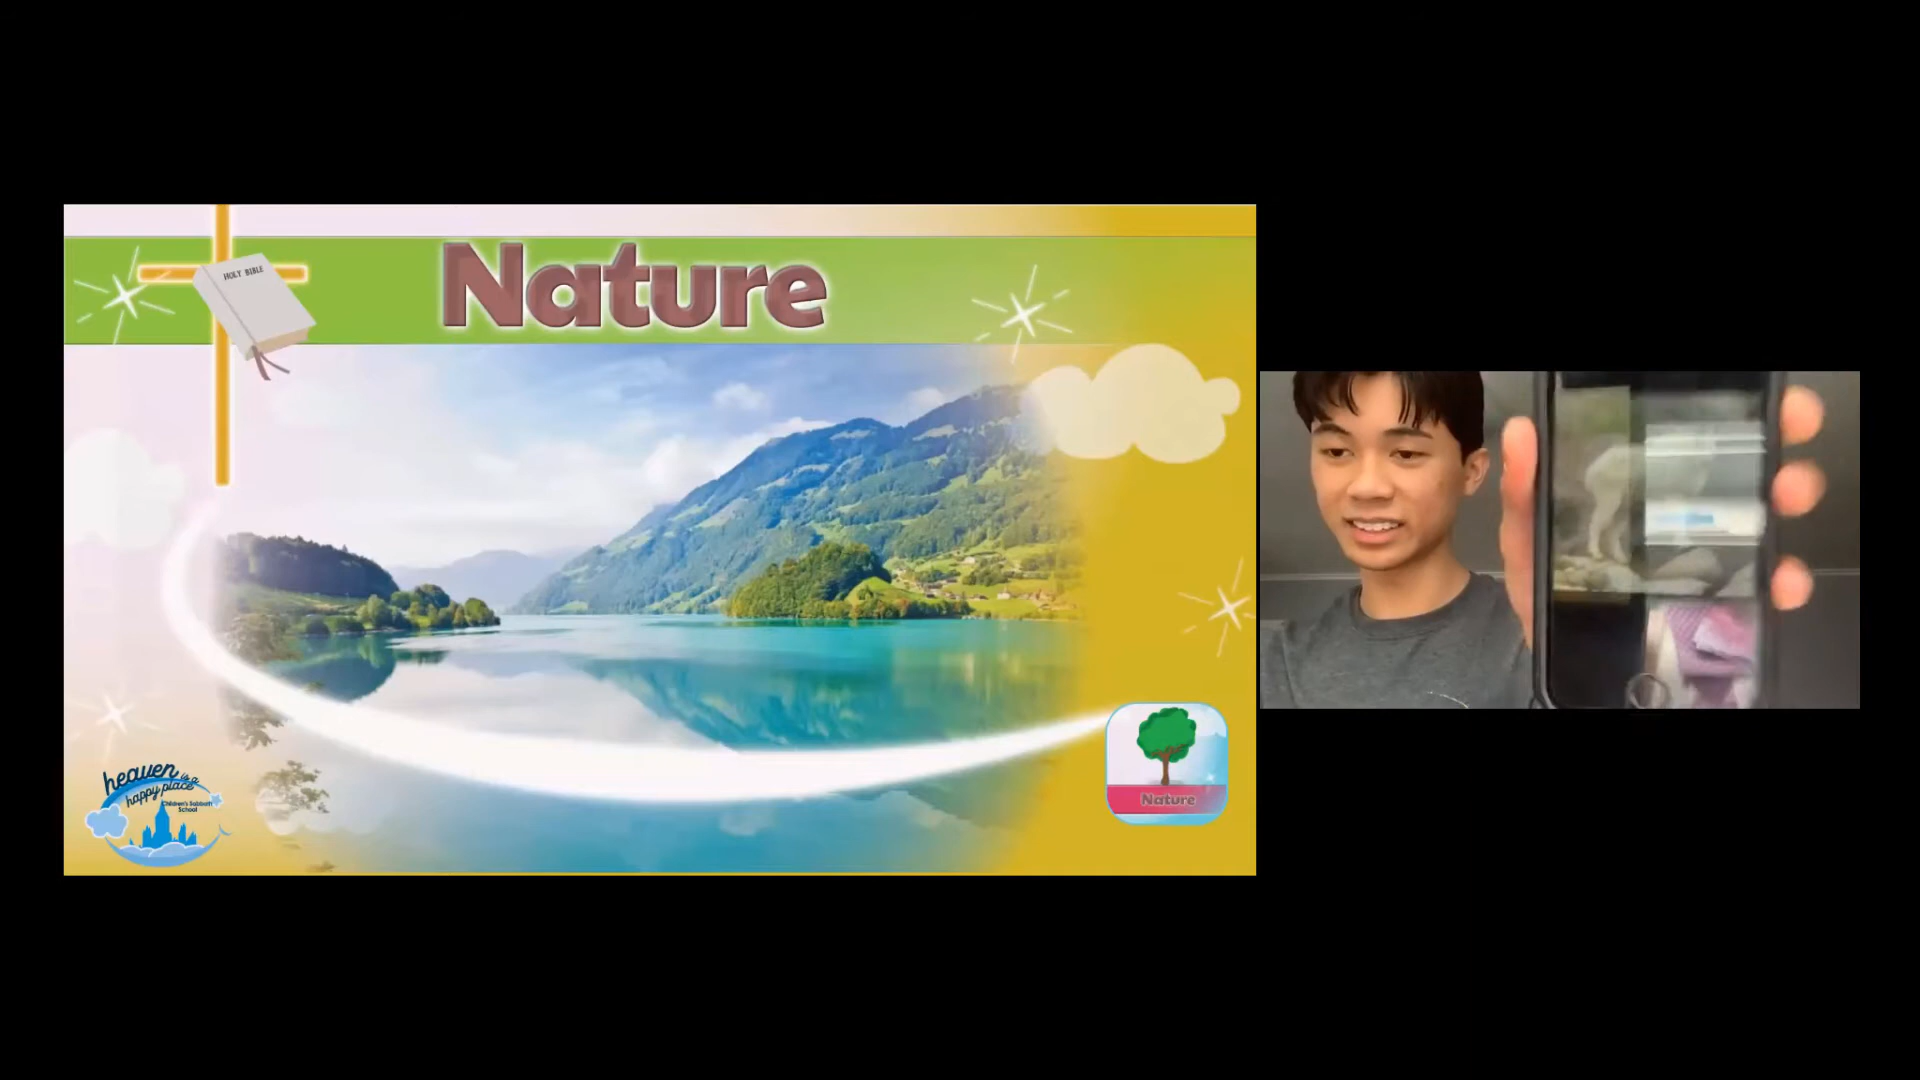 Nature
HOLY BIBLE
heaven is a
happy place
Children's Sabbath
School
Nature